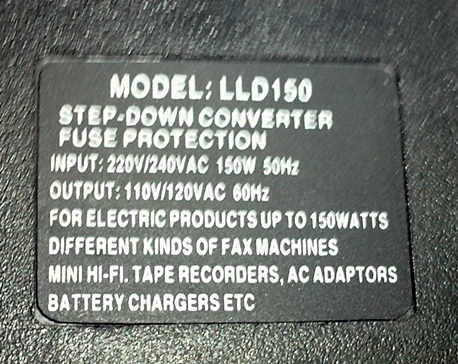 MODEL: LLD150
STEP-DOWN CONVERTER
FUSE PROTECTION
INPUT: 220V/240VAC 150W 50Hz
OUTPUT: 110V/120VAC 60Hz
FOR ELECTRIC PRODUCTS UP TO 150WATTS
DIFFERENT KINDS OF FAX MACHINES
MINI HI-FI. TAPE RECORDERS, AC ADAPTORS
BATTERY CHARGERS ETC